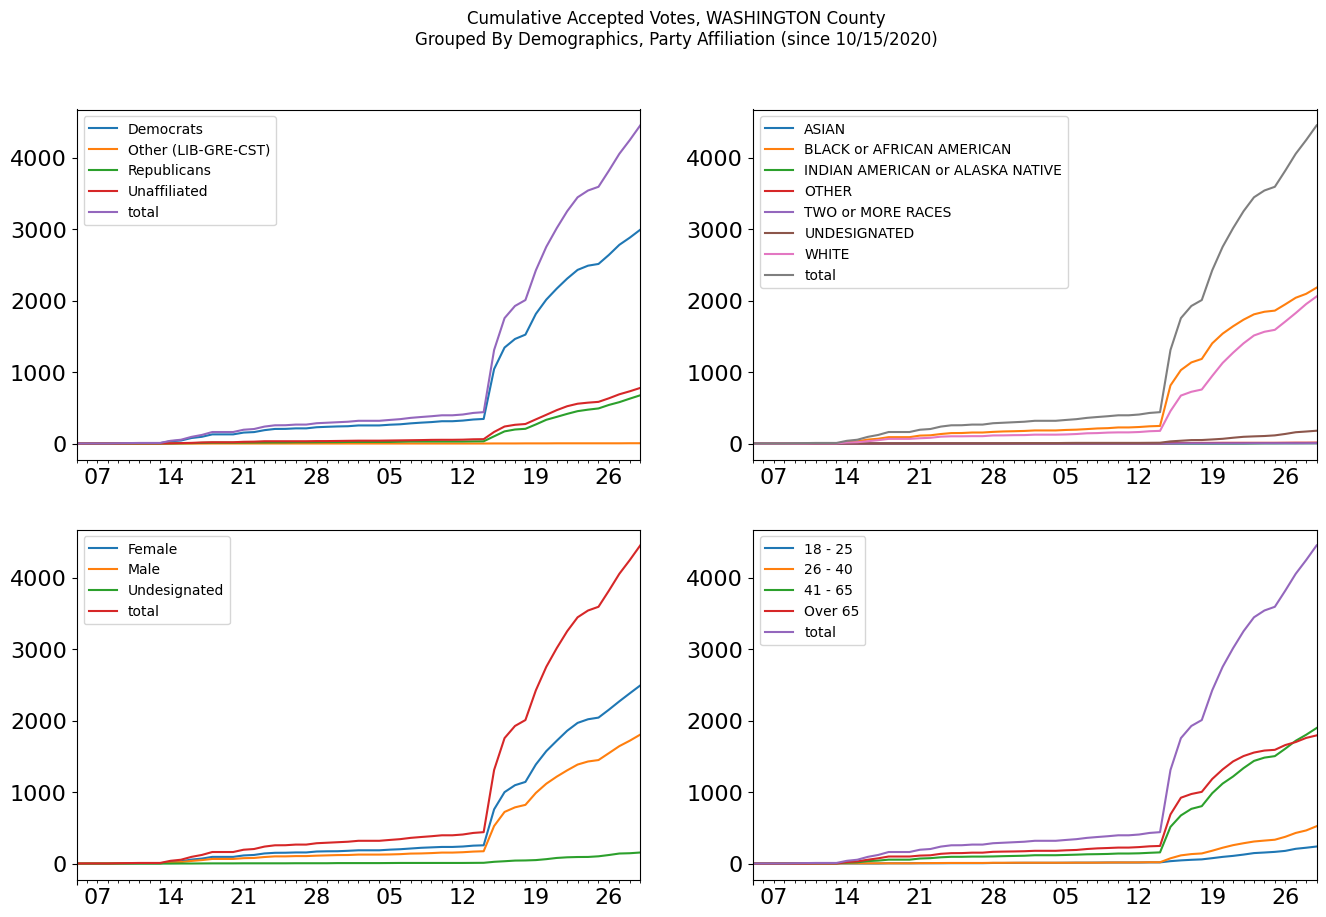 Cumulative Accepted Votes, WASHINGTON County
Grouped By Demographics, Party Affiliation (since 10/15/2020)
Democrats
Other (LIB-GRE-CST)
Republicans
Unaffiliated
total
4000
3000
2000
1000
0
07 14 21 28 05 12 19 26
ASIAN
BLACK or AFRICAN AMERICAN
INDIAN AMERICAN or ALASKA NATIVE
OTHER
TWO or MORE RACES
UNDESIGNATED
WHITE
total
4000
3000
2000
1000
0
07 14 21 28 05 12 19 26
Female
Male
Undesignated
total
4000
3000
2000
1000
0
07 14 21 28 05 12 19 26
18 - 25
26 - 40
41 - 65
Over 65
total
4000
3000
2000
1000
0
07 14 21 28 05 12 19 26